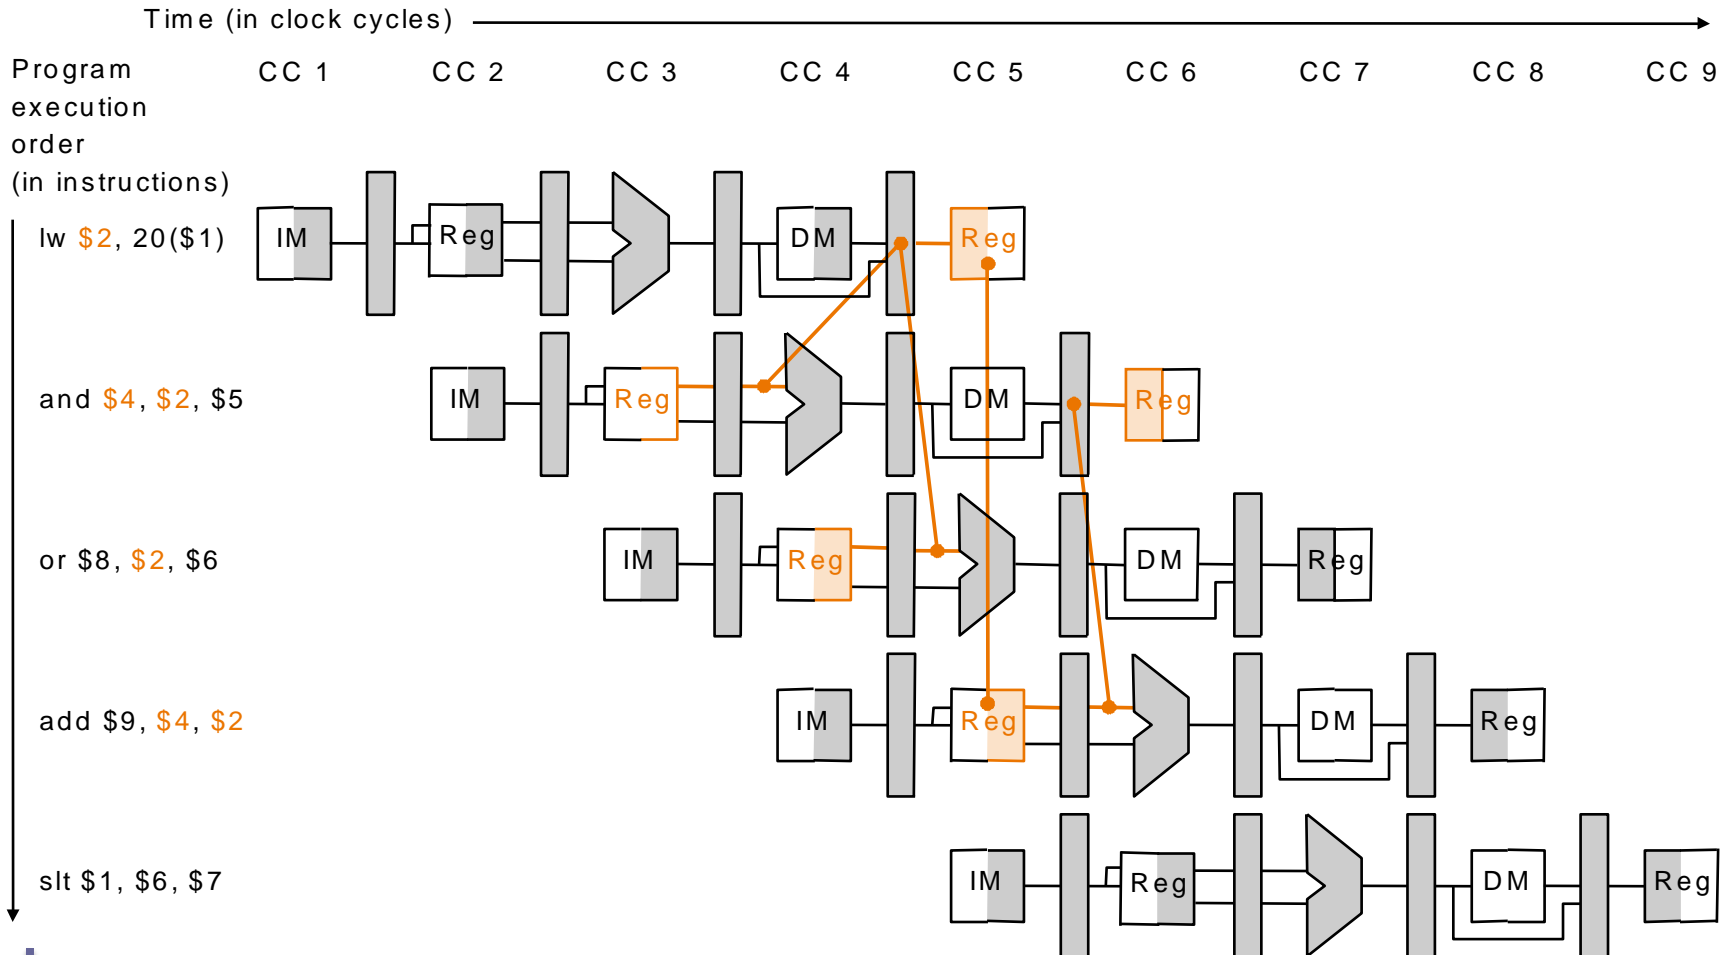 Time (in clock cycles)
Program
execution
order
(in instructions)
CC 1 CC 2 CC 3 CC 4 CC 5 CC 6 CC 7 CC 8 CC 9
lw $2, 20($1) IM Reg DM Reg
and $4, $2, $5 IM Reg DM Reg
or $8, $2, $6 IM Reg DM Reg
add $9, $4, $2 IM Reg DM Reg
slt $1, $6, $7 IM Reg DM Reg